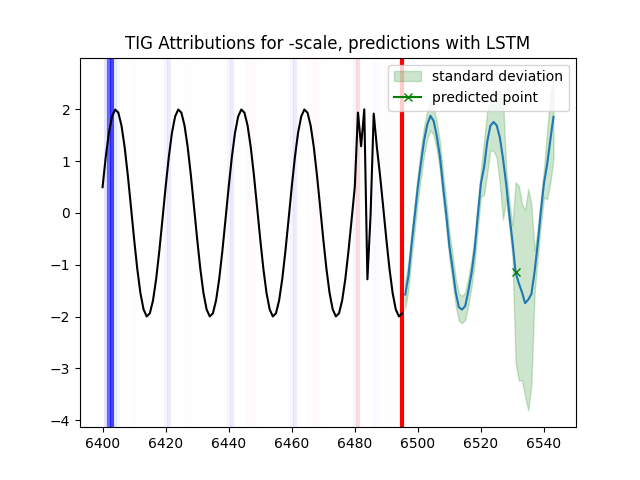 TIG Attributions for -scale, predictions with LSTM
standard deviation
predicted point
2
1
0
−1
−2
−3
−4
6400 6420 6440 6460 6480 6500 6520 6540